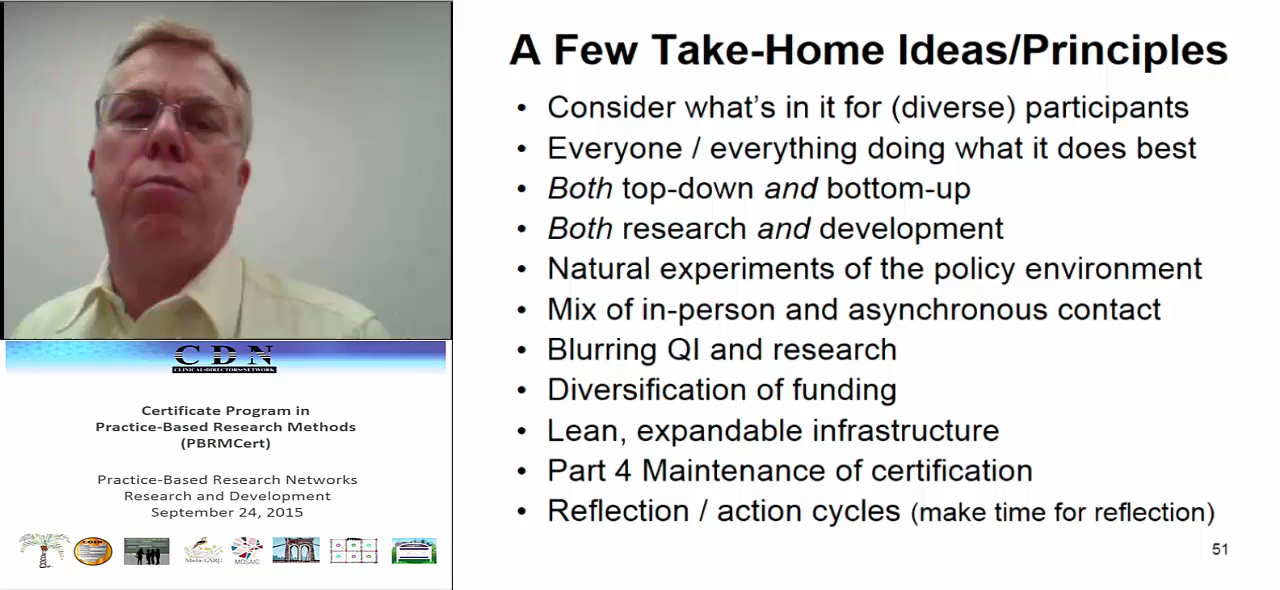 A Few Take-Home Ideas/Principles
• Consider what's in it for (diverse) participants
• Everyone / everything doing what it does best
• Both top-down and bottom-up
• Both research and development
• Natural experiments of the policy environment
• Mix of in-person and asynchronous contact
• Blurring QI and research
• Diversification of funding
• Lean, expandable infrastructure
• Part 4 Maintenance of certification
• Reflection / action cycles (make time for reflection)
51
CDN
CLINICAL•DIRECTORS•NETWORK
Certificate Program in
Practice-Based Research Methods
(PBRMCert)
Practice-Based Research Networks
Research and Development
September 24, 2015
MOSAIC